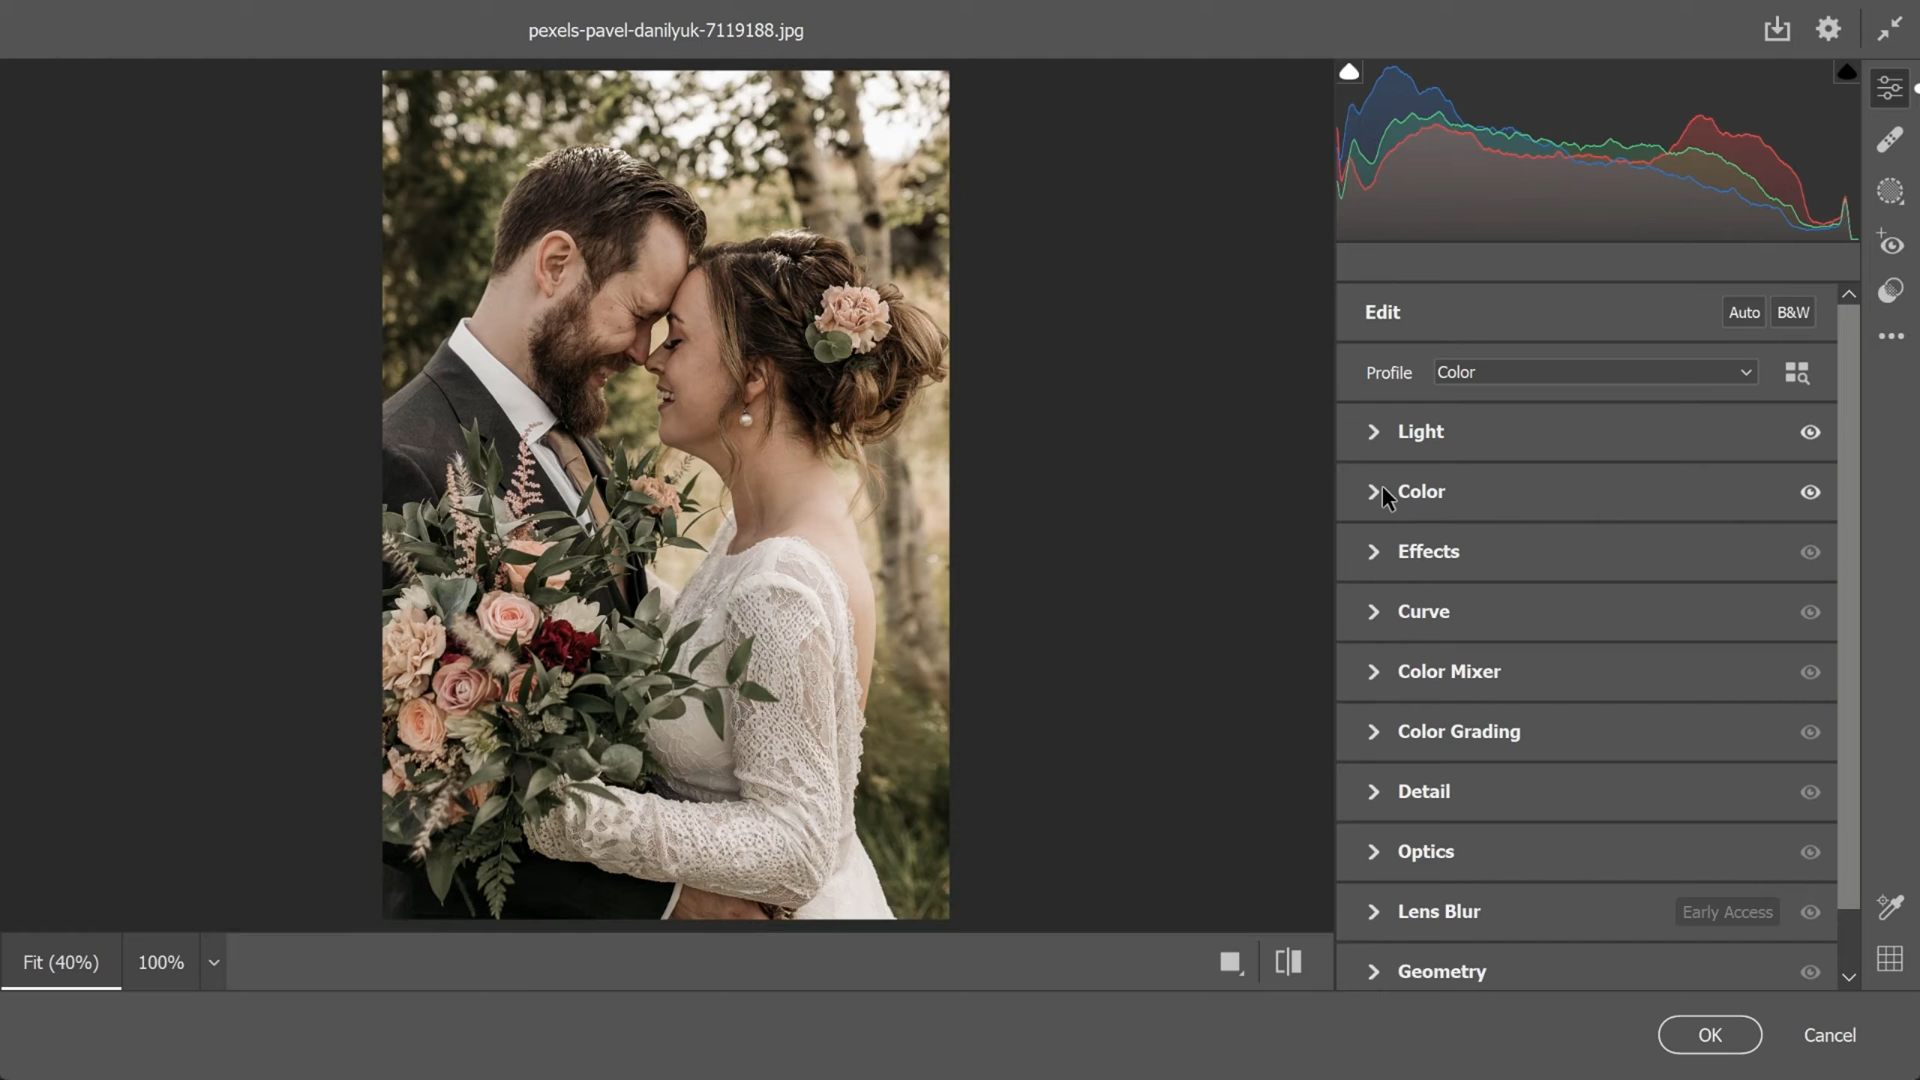 pexels-pavel-danilyuk-7119188.jpg
Edit
Auto
B&W
Profile
Color
Light
Color
Effects
Curve
Color Mixer
Color Grading
Detail
Optics
Lens Blur
Early Access
Geometry
Fit (40%)
100%
OK
Cancel